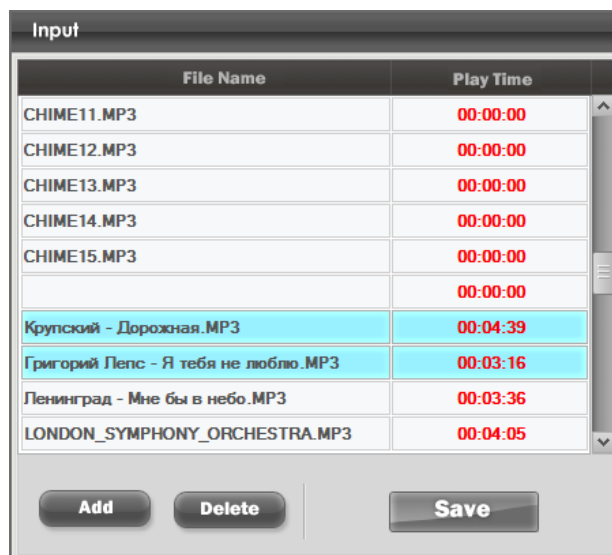 Input
File Name Play Time
CHIME11.MP3 00:00:00
CHIME12.MP3 00:00:00
CHIME13.MP3 00:00:00
CHIME14.MP3 00:00:00
CHIME15.MP3 00:00:00
00:00:00
Крупский - Дорожная.MP3 00:04:39
Григорий Лепс - Я тебя не люблю.MP3 00:03:16
Ленинград - Мне бы в небо.MP3 00:03:36
LONDON_SYMPHONY_ORCHESTRA.MP3 00:04:05
Add Delete Save